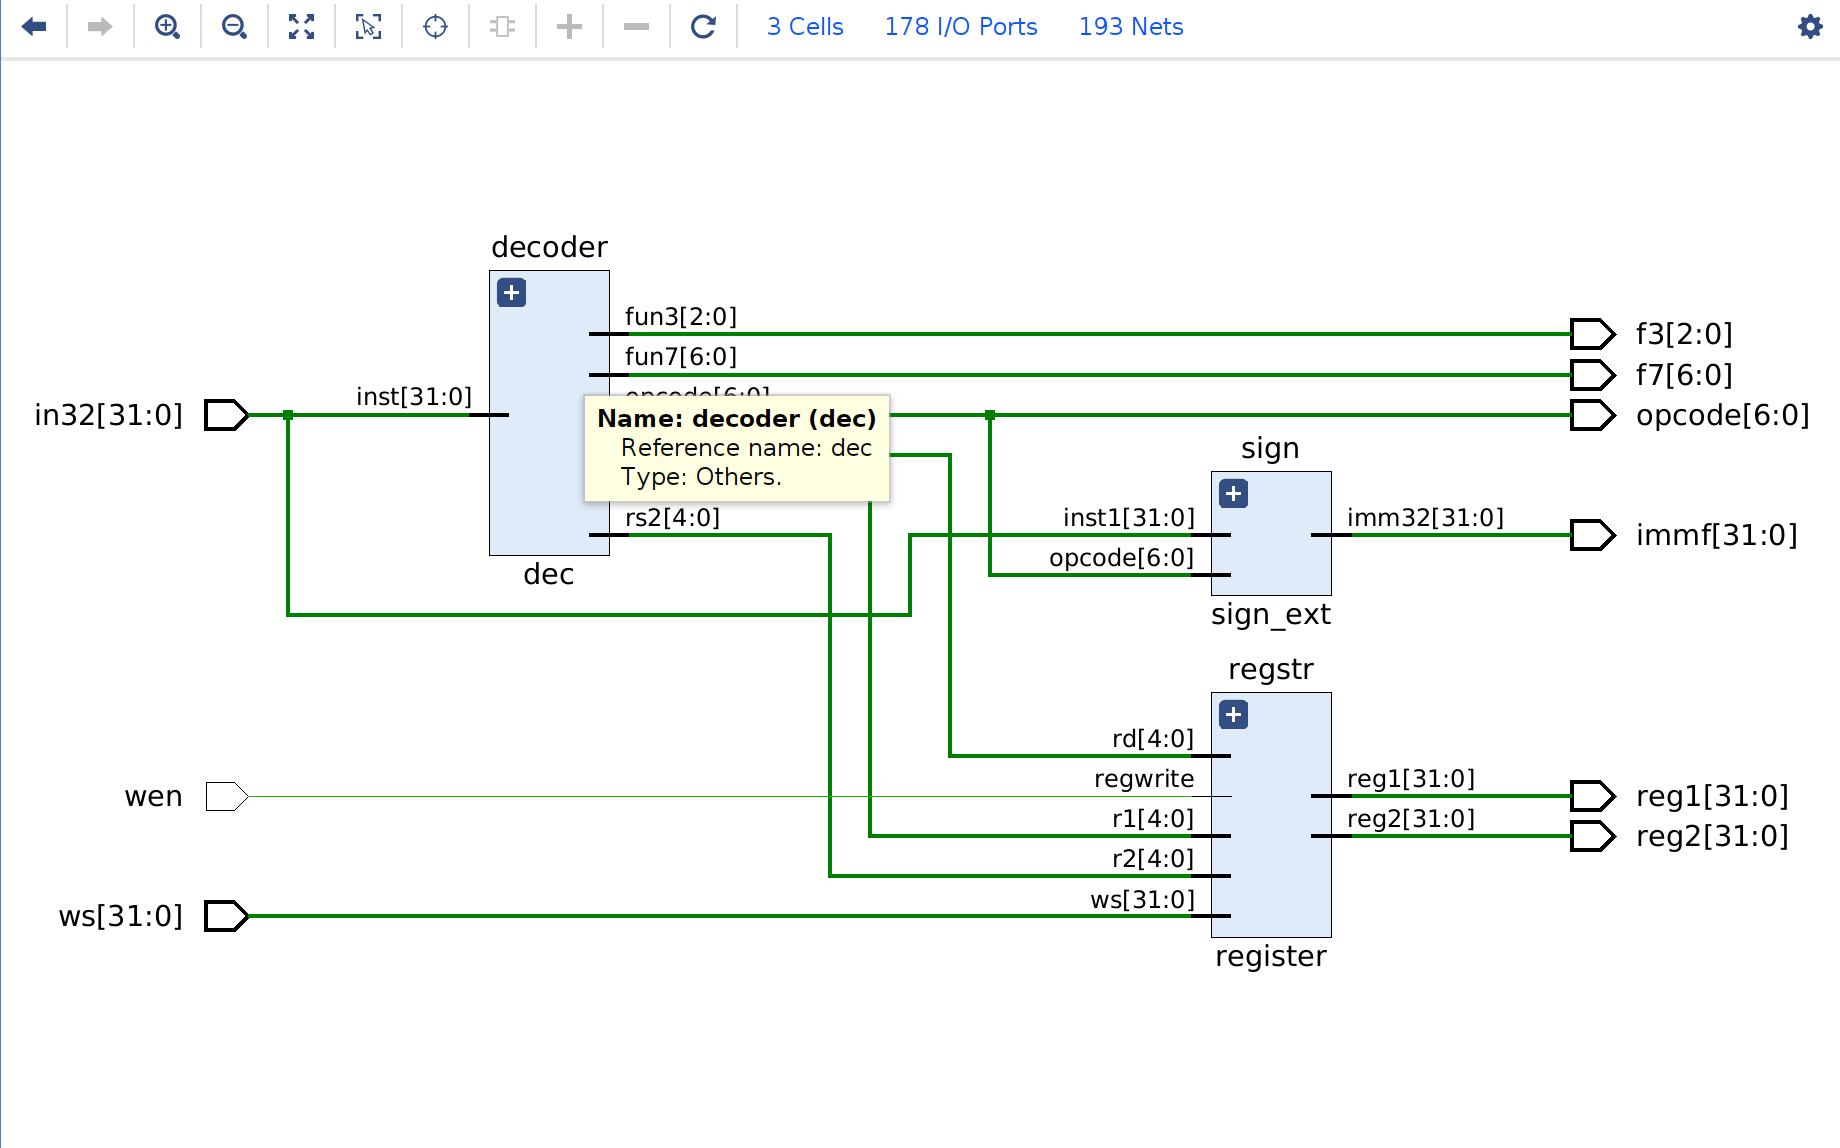 3 Cells 178 I/O Ports 193 Nets
decoder
fun3[2:0]
f3[2:0]
fun7[6:0]
f7[6:0]
opcode[6:0]
inst[31:0]
in32[31:0]
opcode[6:0]
Name: decoder (dec)
Reference name: dec
Type: Others.
sign
rs2[4:0]
inst1[31:0]
imm32[31:0]
immf[31:0]
opcode[6:0]
dec
sign_ext
regstr
rd[4:0]
regwrite
reg1[31:0]
wen
reg1[31:0]
r1[4:0]
reg2[31:0]
reg2[31:0]
r2[4:0]
ws[31:0]
ws[31:0]
register